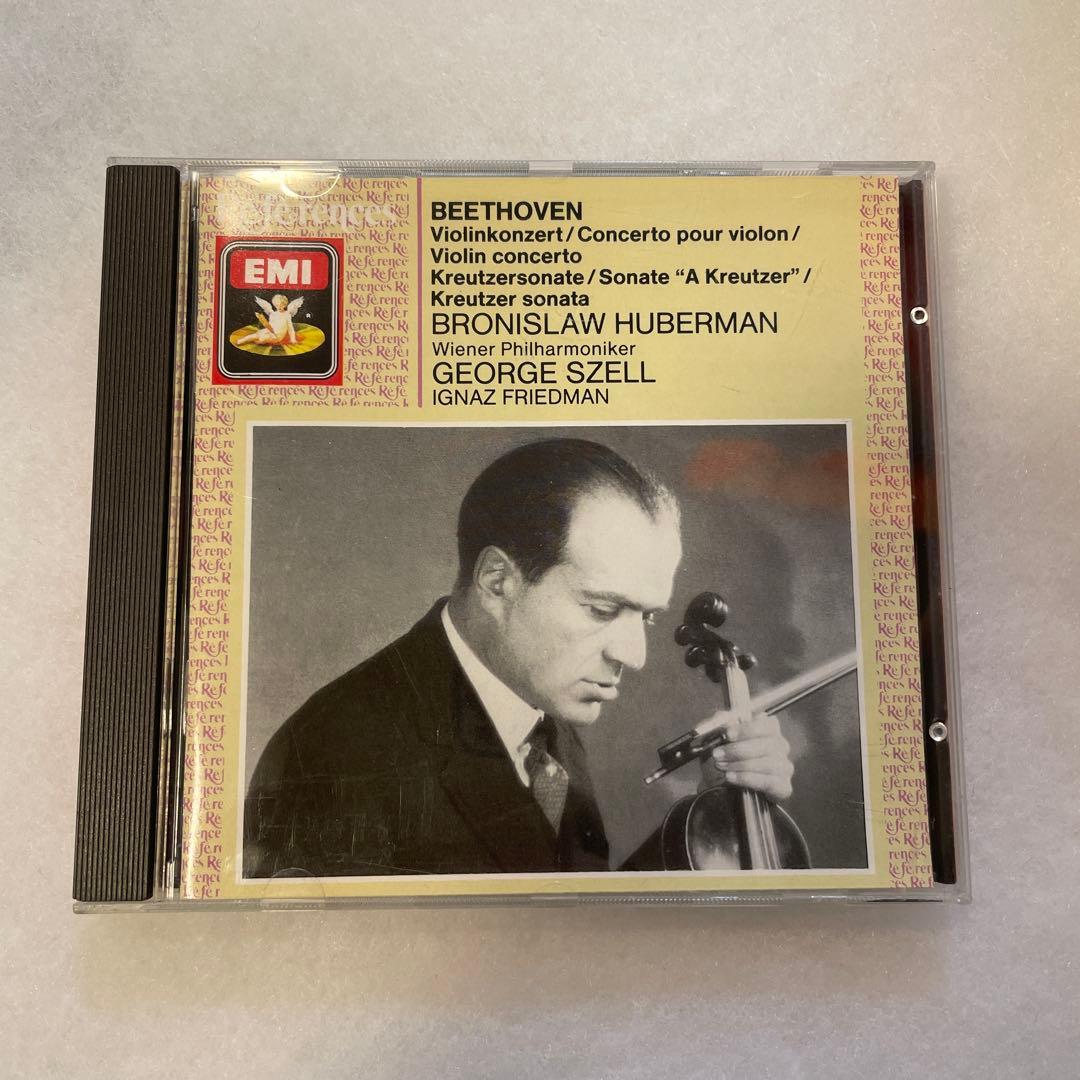 Références
EMI
BEETHOVEN
Violinkonzert / Concerto pour violon /
Violin concerto
Kreutzersonate / Sonate “A Kreutzer” /
Kreutzer sonata
BRONISLAW HUBERMAN
Wiener Philharmoniker
GEORGE SZELL
IGNAZ FRIEDMAN